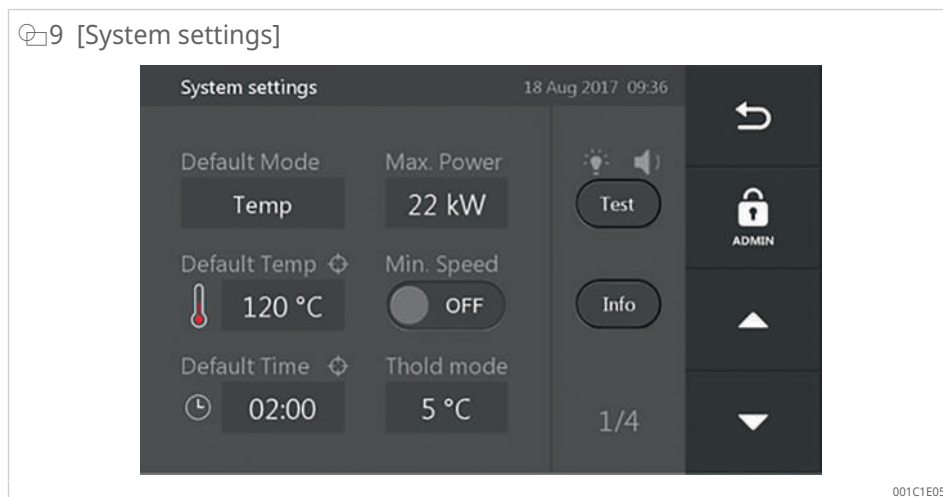 9 [System settings]
System settings 18 Aug 2017 09:36
Default Mode Max. Power
Temp 22 kW Test
ADMIN
Default Temp Min. Speed
120 °C OFF Info
Default Time Thold mode
02:00 5 °C 1/4
001C1E05